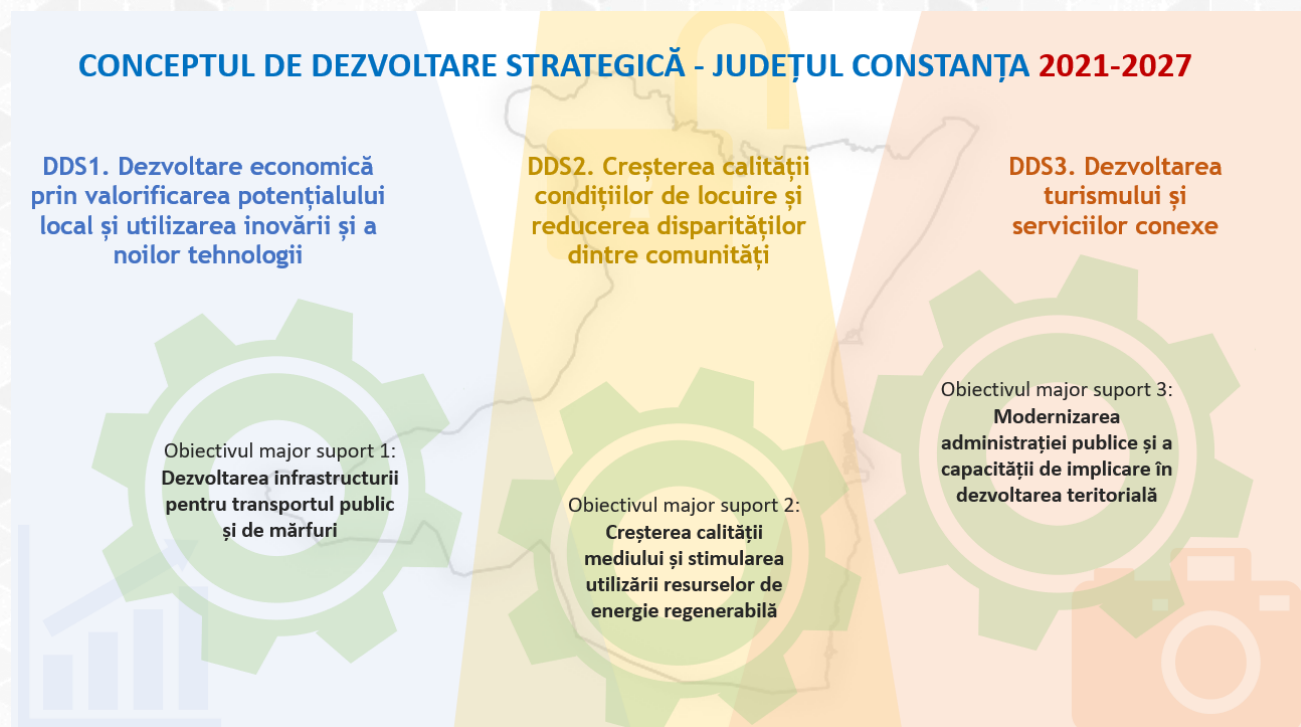 CONCEPTUL DE DEZVOLTARE STRATEGICĂ - JUDEȚUL CONSTANȚA 2021-2027
DDS1. Dezvoltare economică
prin valorificarea potențialului
local și utilizarea inovării și a
noilor tehnologii
DDS2. Creșterea calității
condițiilor de locuire și
reducerea disparităților
dintre comunități
DDS3. Dezvoltarea
turismului și
serviciilor conexe
Obiectivul major suport 1:
Dezvoltarea infrastructurii
pentru transportul public
și de mărfuri
Obiectivul major suport 2:
Creșterea calității
mediului și stimularea
utilizării resurselor de
energie regenerabilă
Obiectivul major suport 3:
Modernizarea
administrației publice și a
capacității de implicare în
dezvoltarea teritorială